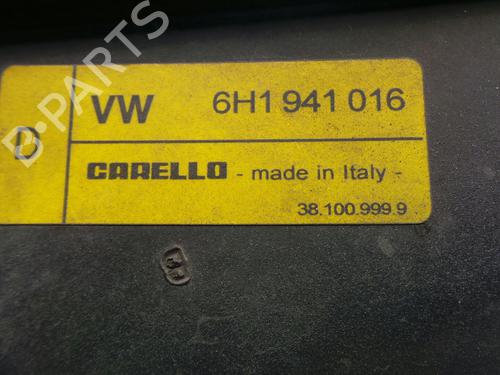 VW 6H1 941 016
D
CARELLO - made in Italy -
38.100.999.9
B-PARTS